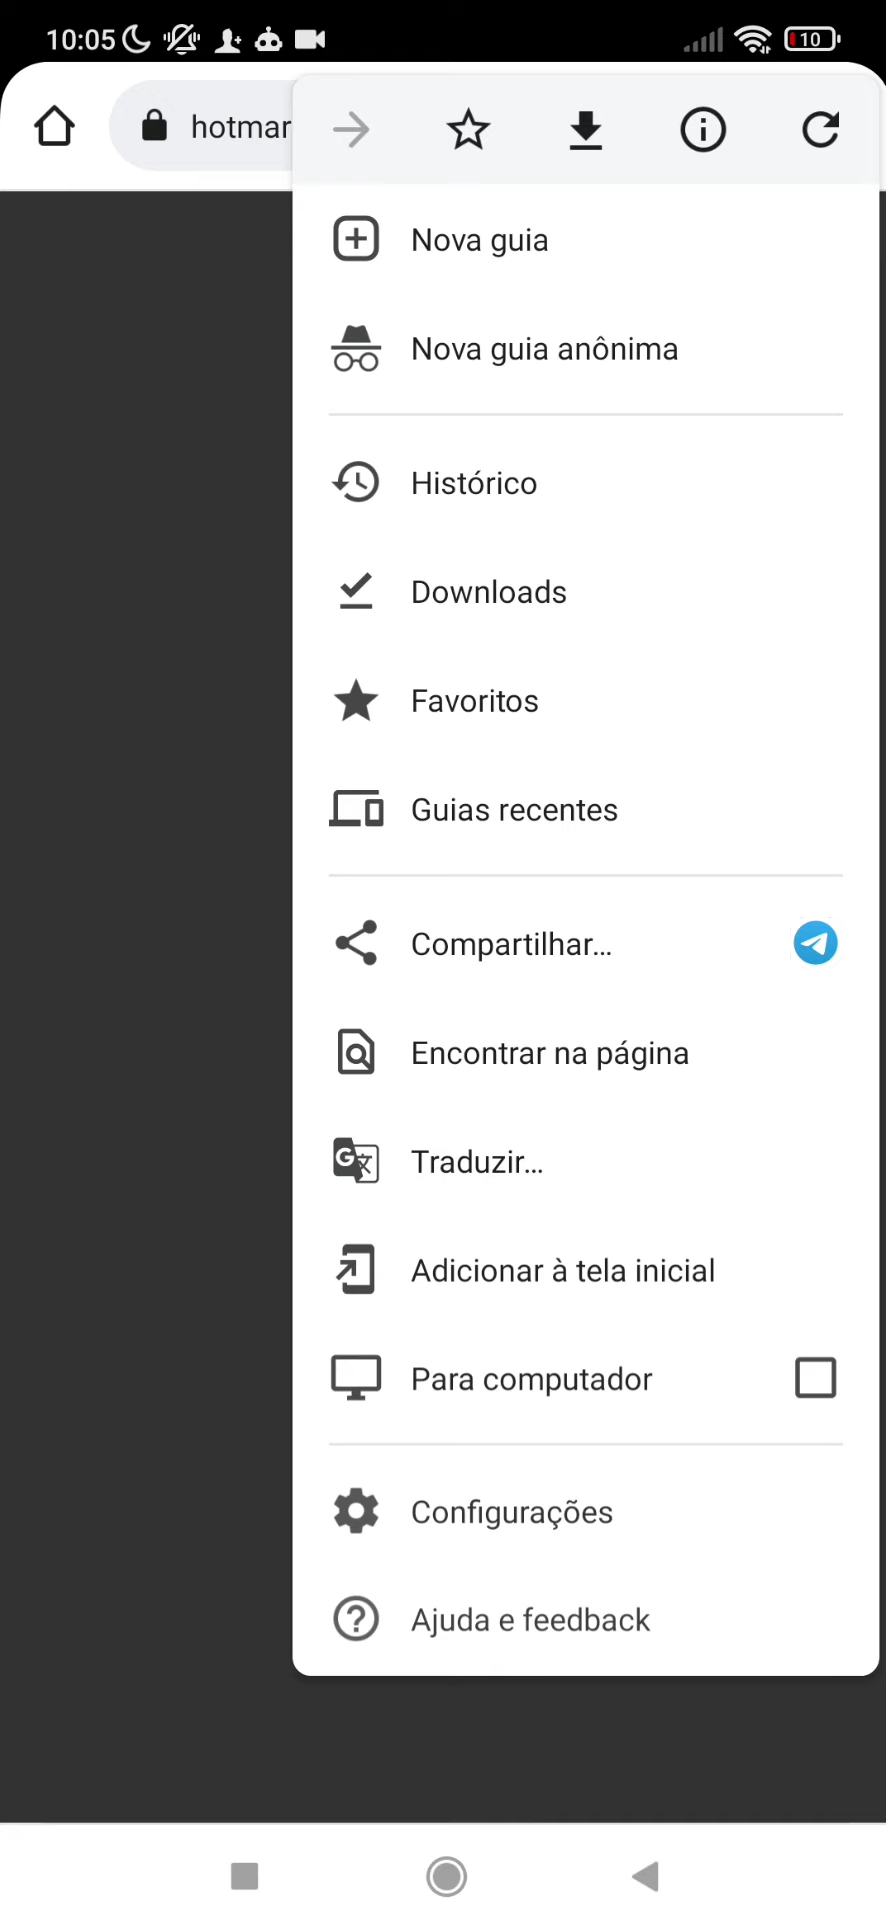 10:05
10
hotmar
Nova guia
Nova guia anônima
Histórico
Downloads
Favoritos
Guias recentes
Compartilhar...
Encontrar na página
Traduzir...
Adicionar à tela inicial
Para computador
Configurações
Ajuda e feedback